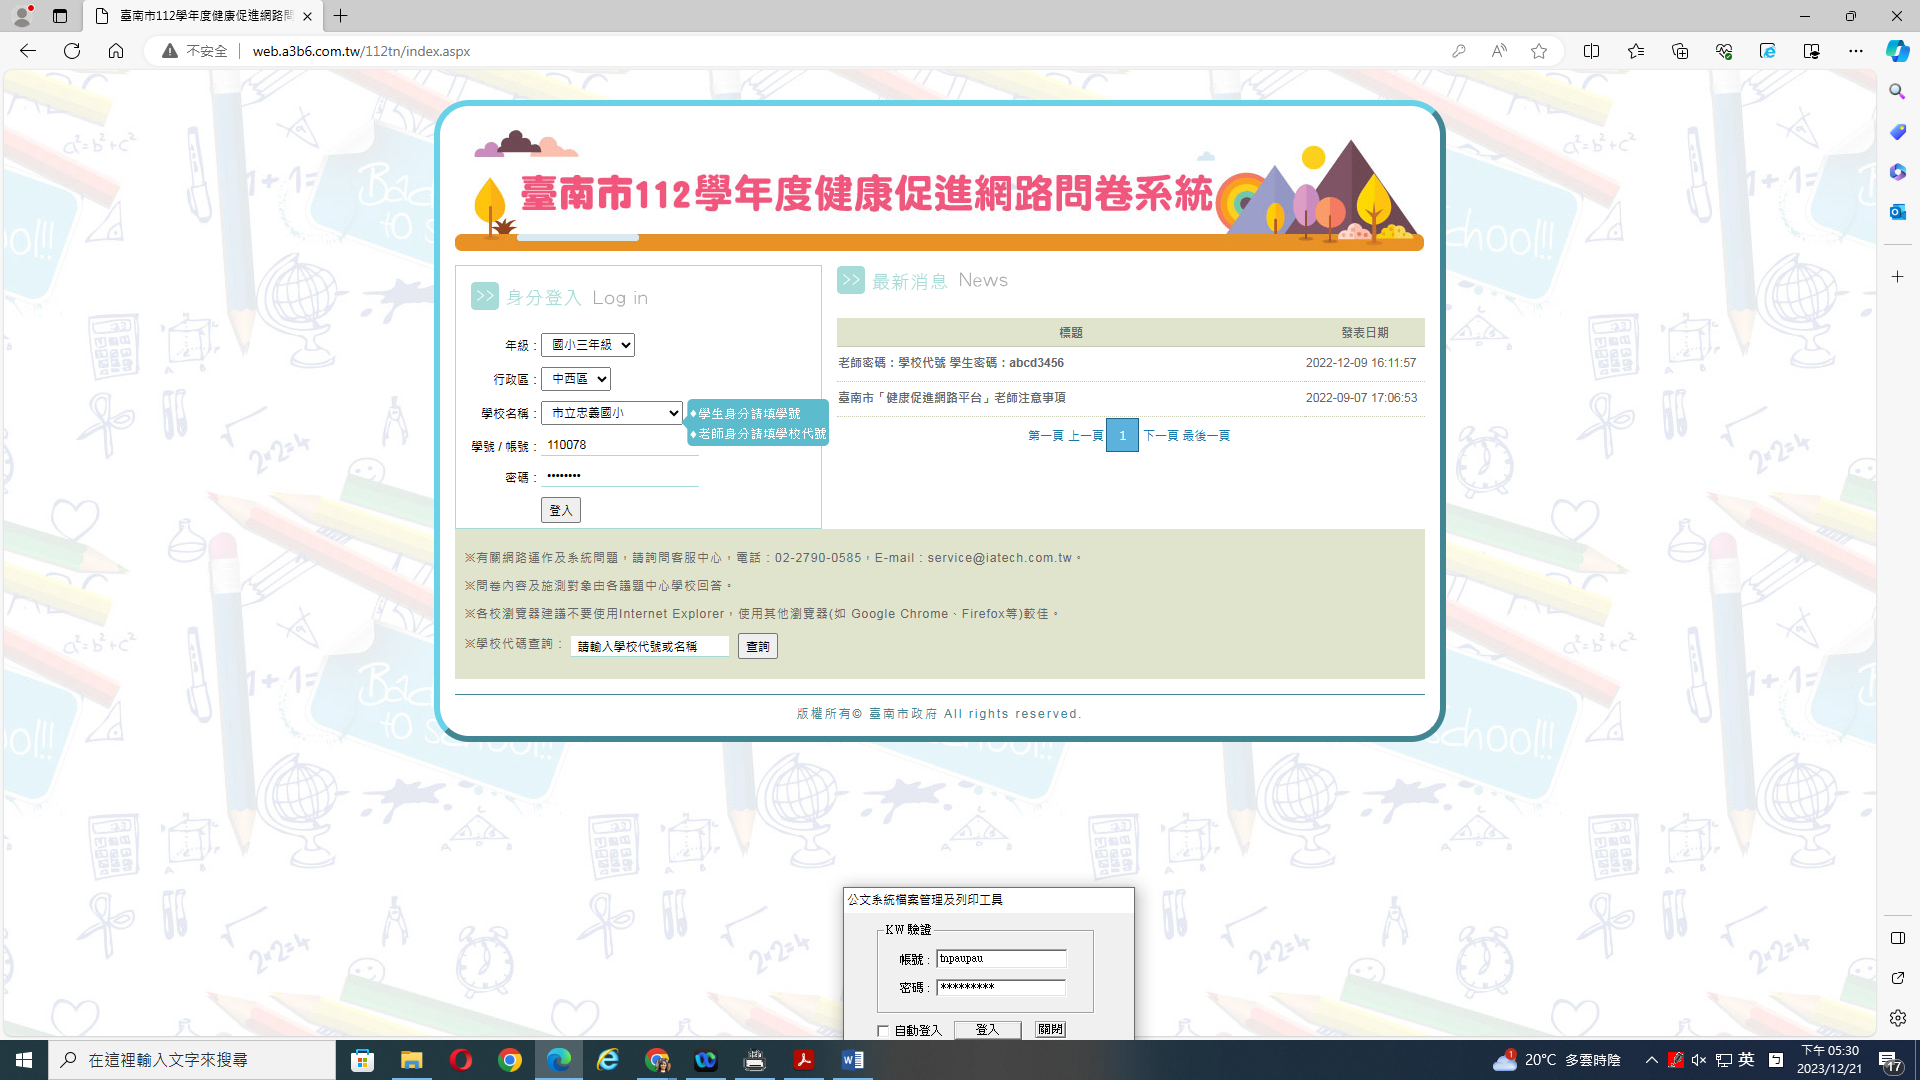 臺南市112學年度健康促進網路問
不安全
web.a3b6.com.tw/112tn/index.aspx
臺南市112學年度健康促進網路問卷系統
>> 身分登入 Log in
年級：國小三年級
行政區：中西區
學校名稱：市立忠義國小
♦學生身分請填學號
♦老師身分請填學校代號
學號 / 帳號：110078
密碼：••••••••
登入
>> 最新消息 News
標題 發表日期
老師密碼：學校代號 學生密碼：abcd3456 2022-12-09 16:11:57
臺南市「健康促進網路平台」老師注意事項 2022-09-07 17:06:53
第一頁 上一頁 1 下一頁 最後一頁
※有關網路運作及系統問題，請詢問客服中心，電話：02-2790-0585，E-mail：service@iatech.com.tw。
※問卷內容及施測對象由各議題中心學校回答。
※各校瀏覽器建議不要使用Internet Explorer，使用其他瀏覽器(如 Google Chrome、Firefox等)較佳。
※學校代碼查詢： 請輸入學校代號或名稱 查詢
版權所有© 臺南市政府 All rights reserved.
公文系統檔案管理及列印工具
KW 驗證
帳號：tnpaupau
密碼：*********
自動登入 登入 關閉
在這裡輸入文字來搜尋
20°C 多雲時陰
英
下午 05:30
2023/12/21
17